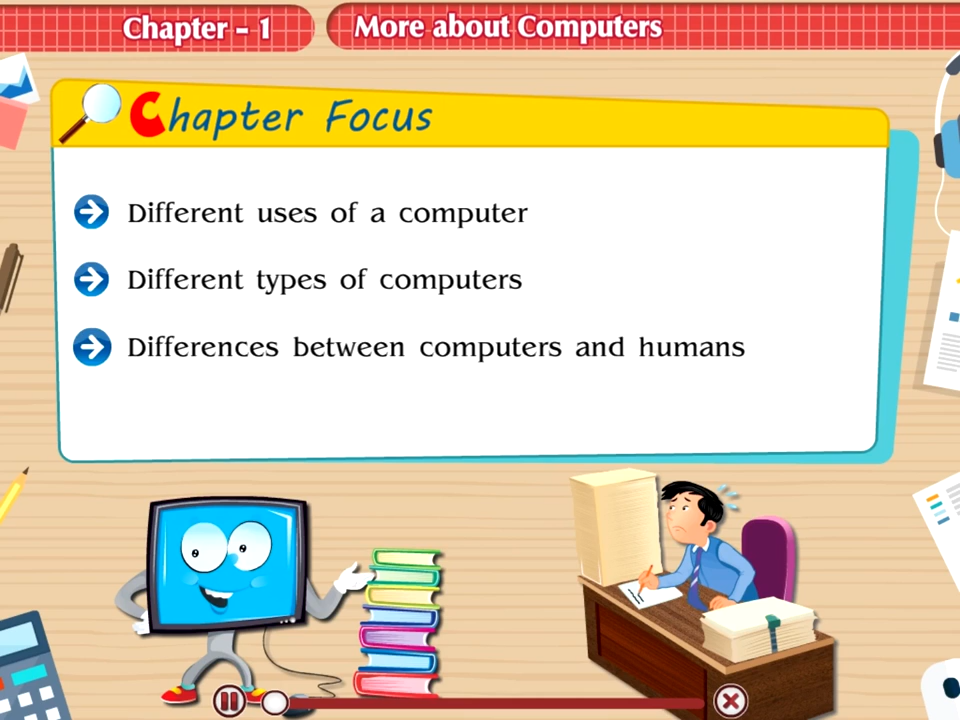 Chapter - 1
More about Computers
Chapter Focus
Different uses of a computer
Different types of computers
Differences between computers and humans